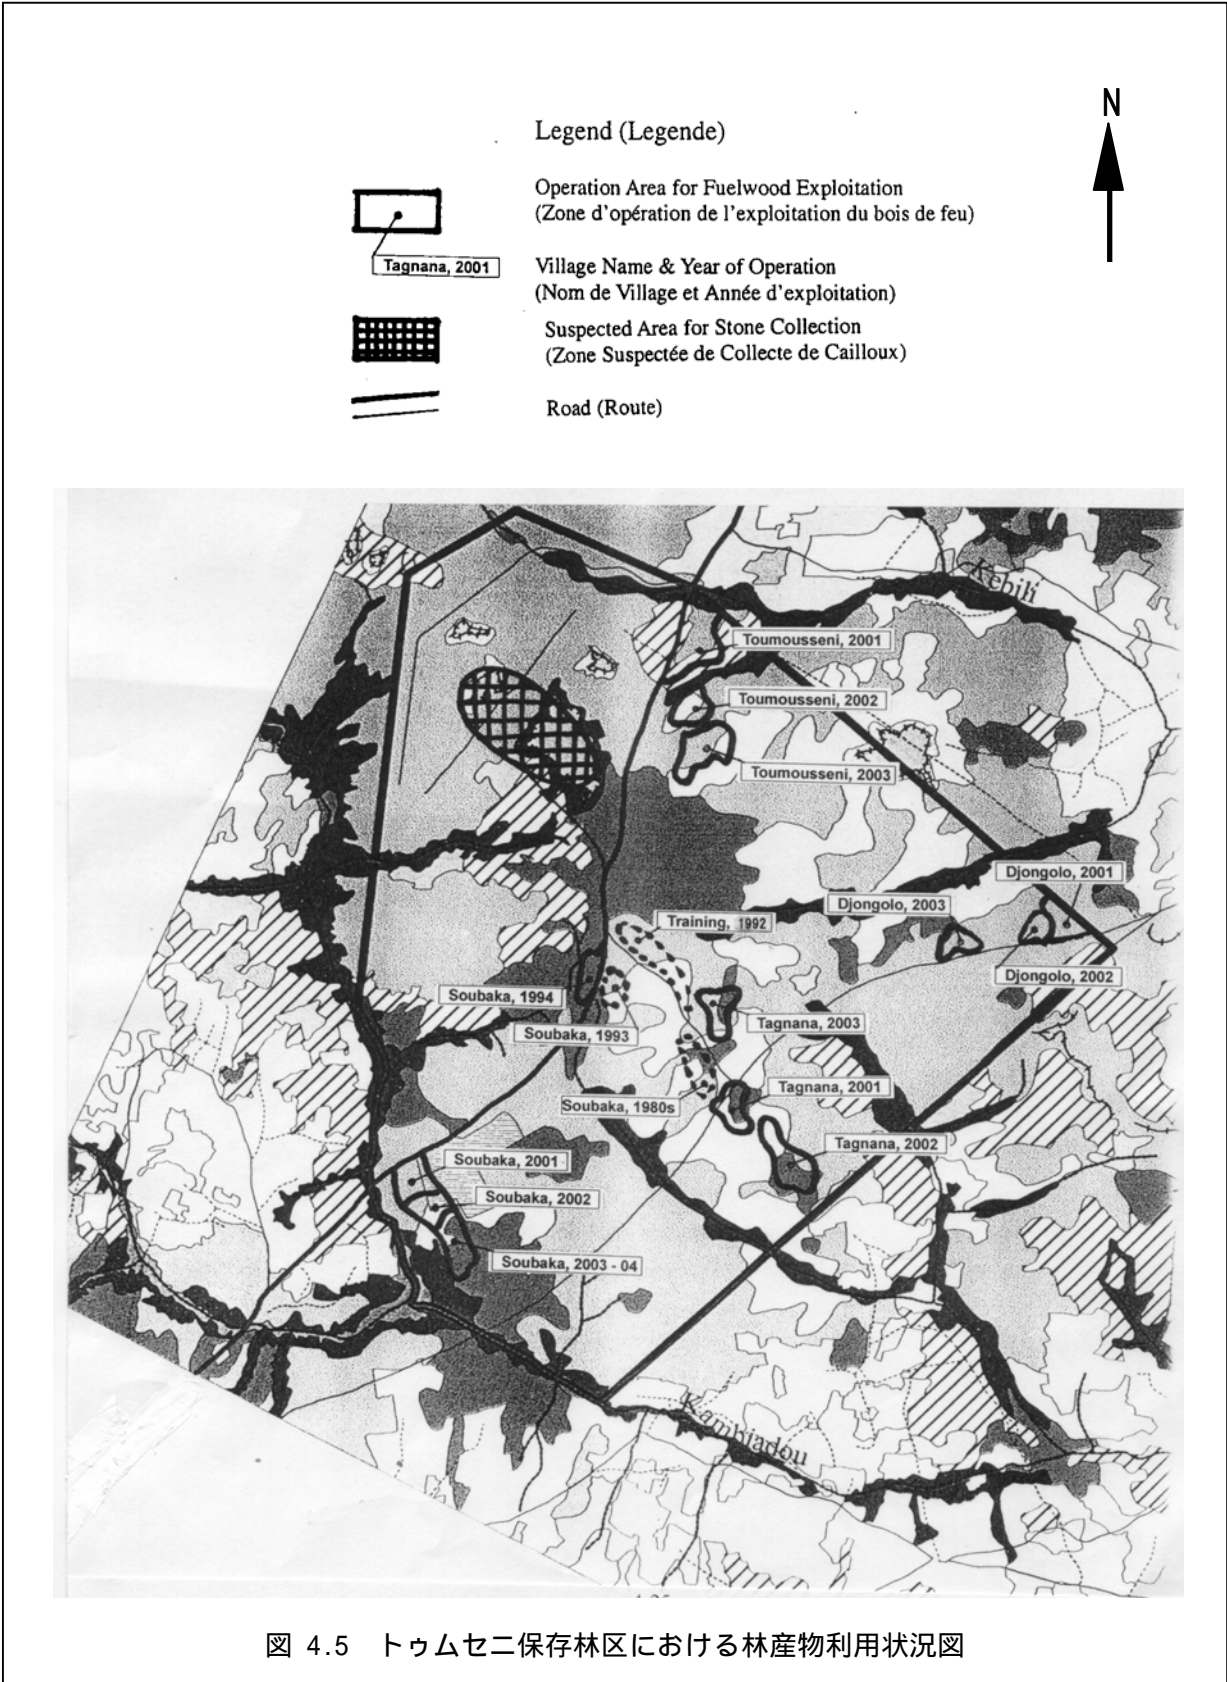 N
Legend (Legende)
Operation Area for Fuelwood Exploitation
(Zone d'opération de l'exploitation du bois de feu)
Tagnana, 2001
Village Name & Year of Operation
(Nom de Village et Année d'exploitation)
Suspected Area for Stone Collection
(Zone Suspectée de Collecte de Cailloux)
Road (Route)
Kebili
Toumousseni, 2001
Toumousseni, 2002
Toumousseni, 2003
Djongolo, 2001
Djongolo, 2003
Training, 1992
Djongolo, 2002
Soubaka, 1994
Tagnana, 2003
Soubaka, 1993
Tagnana, 2001
Soubaka, 1980s
Tagnana, 2002
Soubaka, 2001
Soubaka, 2002
Soubaka, 2003 - 04
Kambiadou
図 4.5 トゥムセニ保存林区における林産物利用状況図